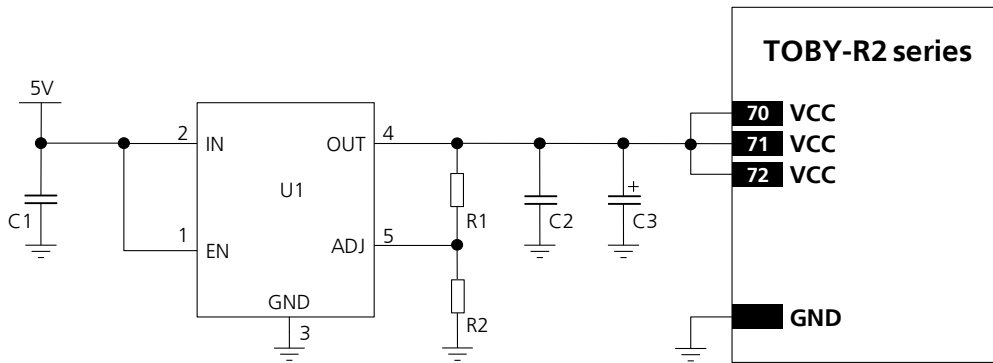 TOBY-R2 series
5V
70 VCC
71 VCC
72 VCC
2 IN
OUT 4
U1
C1
R1
C2
+
C3
1 EN
ADJ 5
GND
3
R2
GND